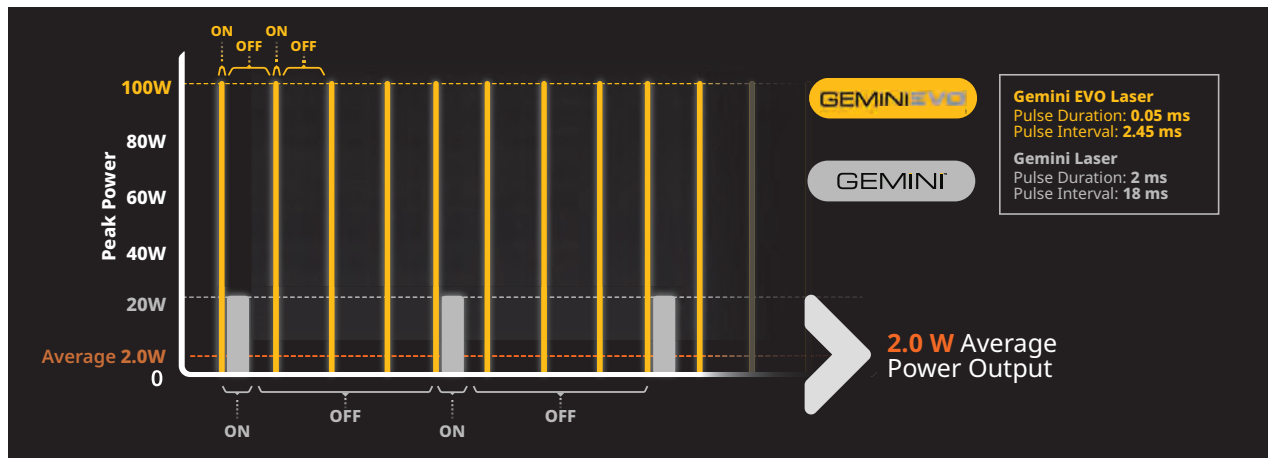 ON ON
OFF OFF
100W
80W
60W
40W
20W
Average 2.0W
0
Peak Power
ON
OFF
ON
OFF
GEMINI EVO
GEMINI
Gemini EVO Laser
Pulse Duration: 0.05 ms
Pulse Interval: 2.45 ms
Gemini Laser
Pulse Duration: 2 ms
Pulse Interval: 18 ms
2.0 W Average
Power Output